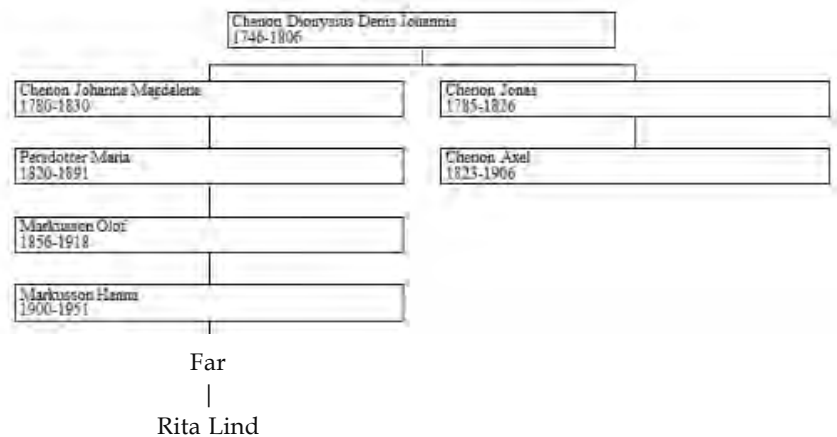 Chenon Dionysius Denis Johannis
1746-1806
Chenon Johanna Magdalena
1780-1830
Chenon Jonas
1785-1826
Persdotter Maria
1820-1891
Chenon Axel
1823-1906
Markusson Olof
1856-1918
Markusson Hanna
1900-1951
Far
|
Rita Lind